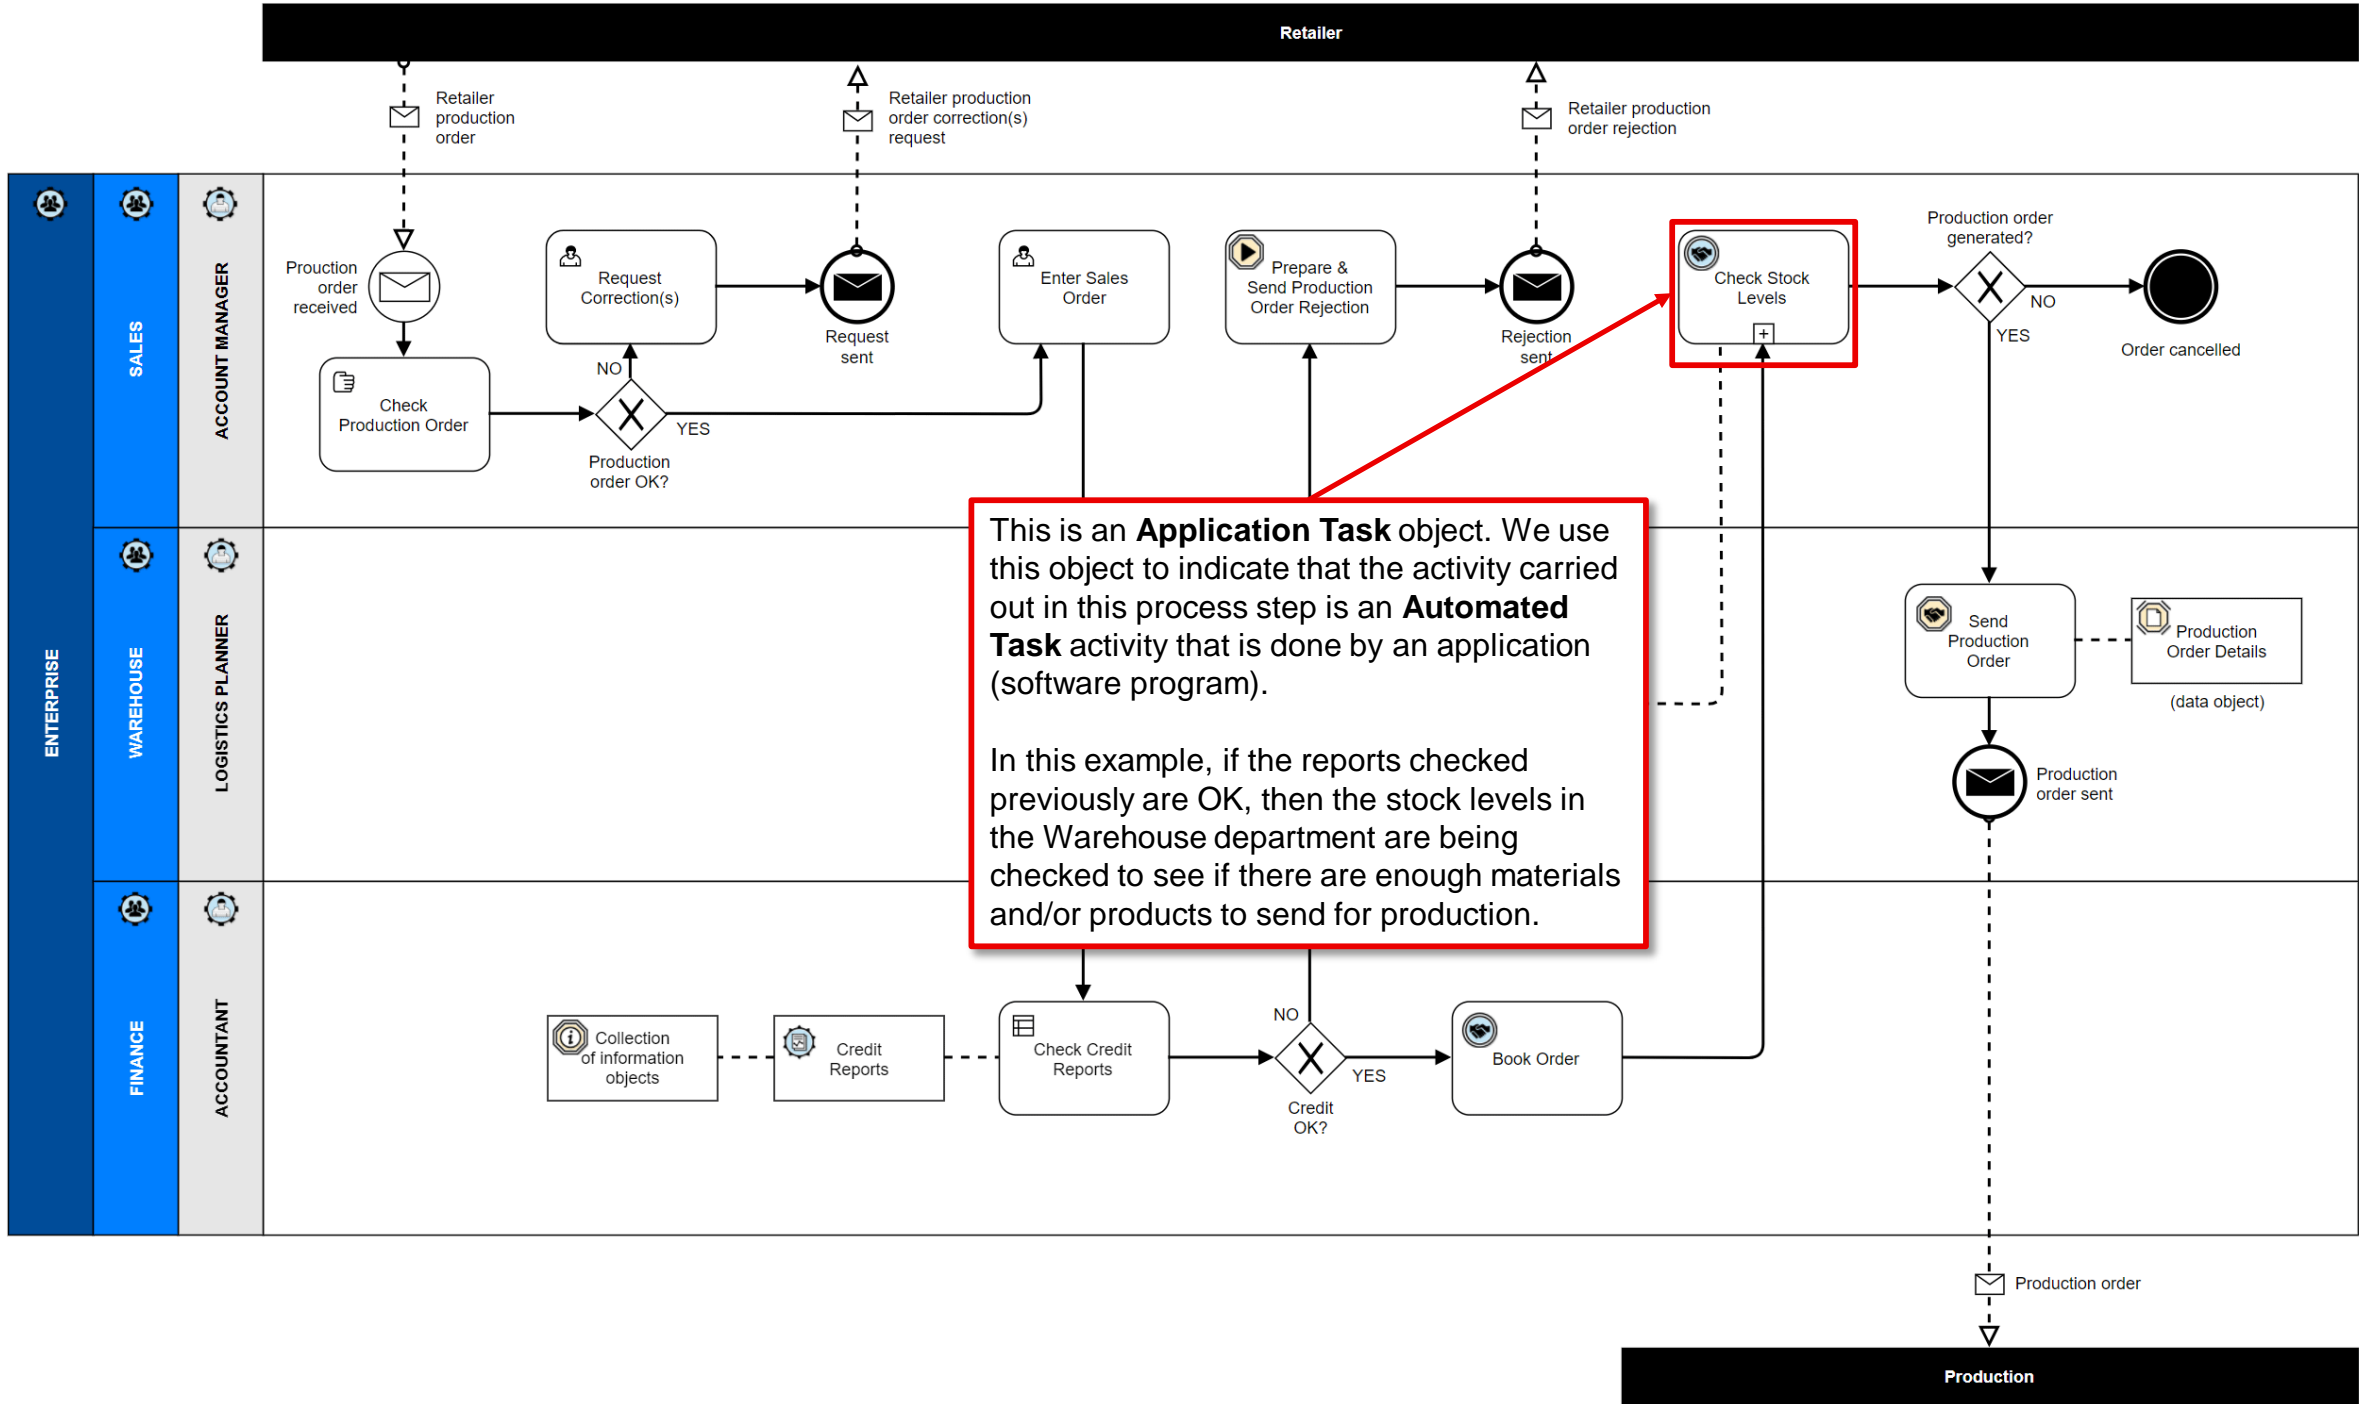 Retailer
Retailer
production
order
Retailer production
order correction(s)
request
Retailer production
order rejection
ENTERPRISE
SALES
ACCOUNT MANAGER
Prouction
order
received
Request
Correction(s)
Request
sent
Enter Sales
Order
Prepare &
Send Production
Order Rejection
Rejection
sent
Check Stock
Levels
Production order
generated?
NO
YES
Order cancelled
Check
Production Order
NO
YES
Production
order OK?
This is an Application Task object. We use
this object to indicate that the activity carried
out in this process step is an Automated
Task activity that is done by an application
(software program).
In this example, if the reports checked
previously are OK, then the stock levels in
the Warehouse department are being
checked to see if there are enough materials
and/or products to send for production.
WAREHOUSE
LOGISTICS PLANNER
Send
Production
Order
Production
Order Details
(data object)
Production
order sent
FINANCE
ACCOUNTANT
Collection
of information
objects
Credit
Reports
Check Credit
Reports
NO
YES
Credit
OK?
Book Order
Production order
Production